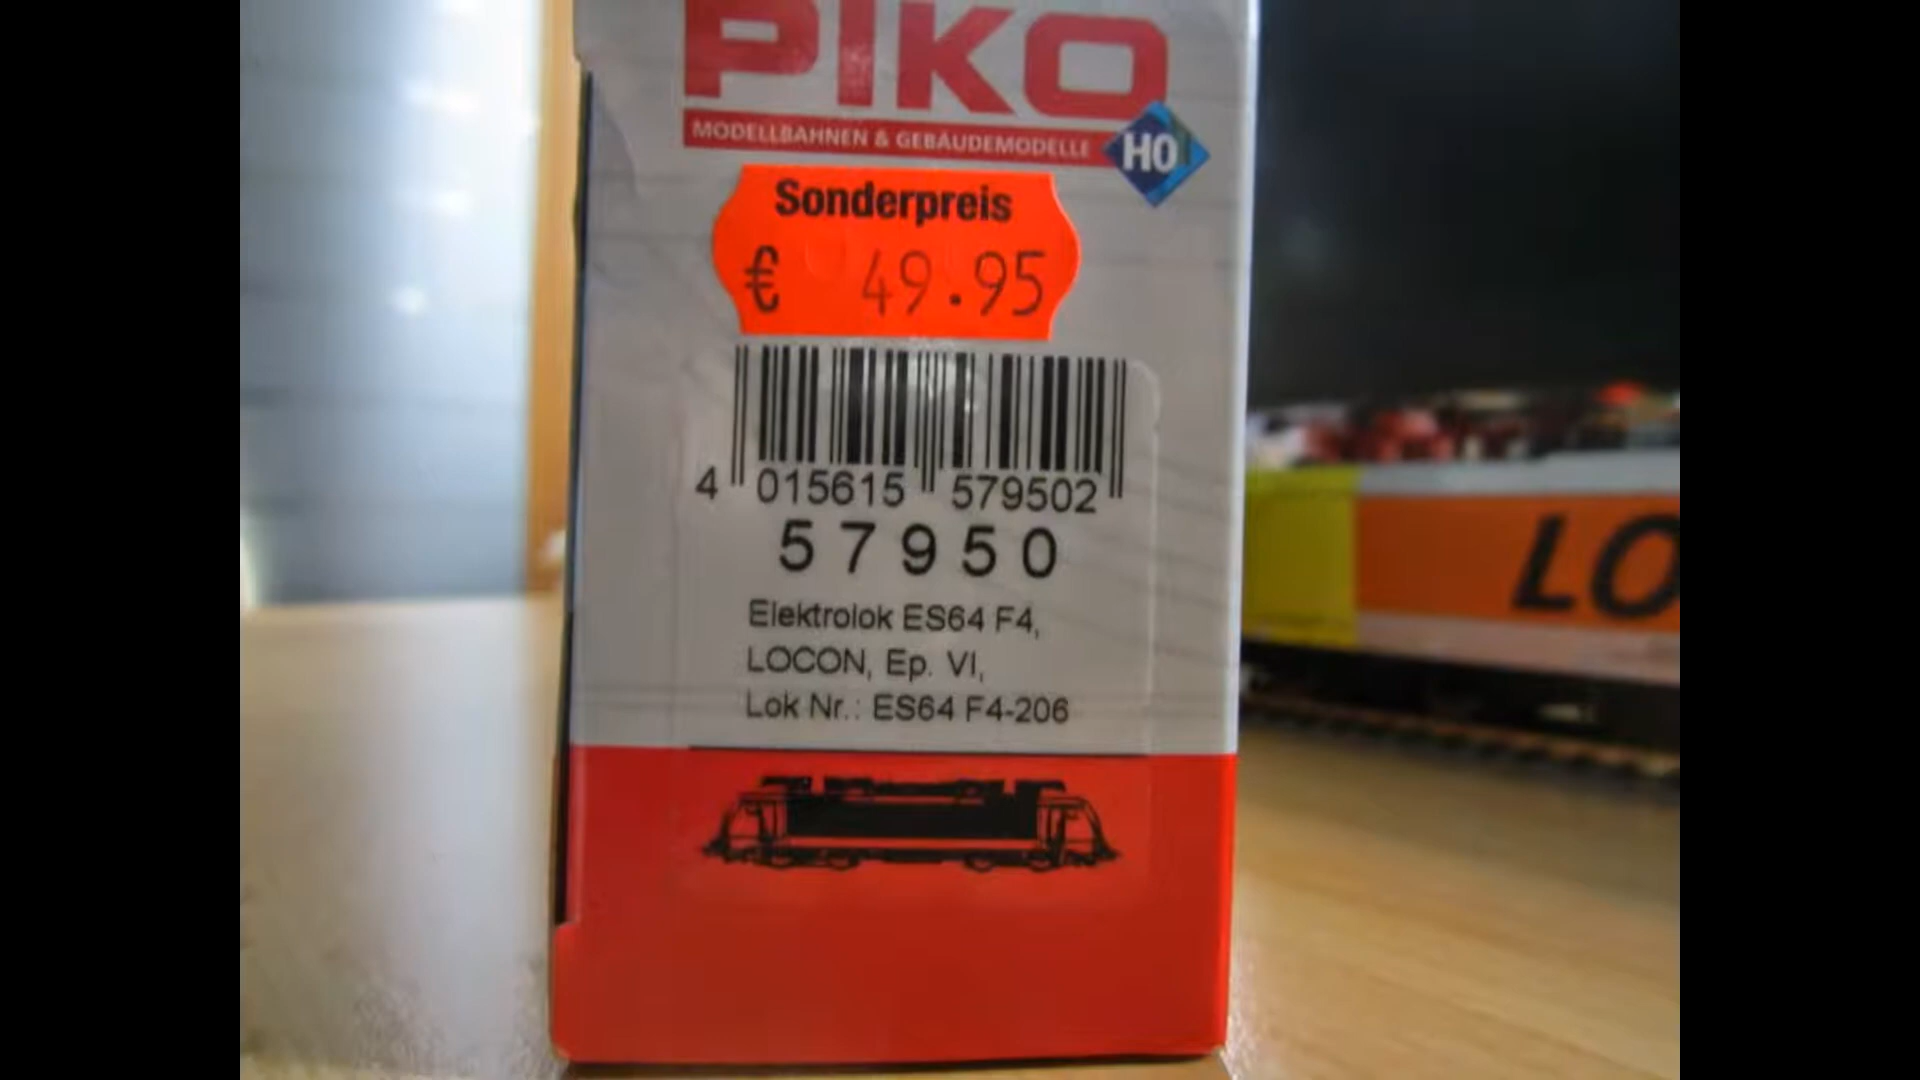 PIKO
MODELLBAHNEN & GEBÄUDEMODELLE
H0
Sonderpreis
€ 49.95
4 015615 579502
57950
Elektrolok ES64 F4,
LOCON, Ep. VI,
Lok Nr.: ES64 F4-206
LO